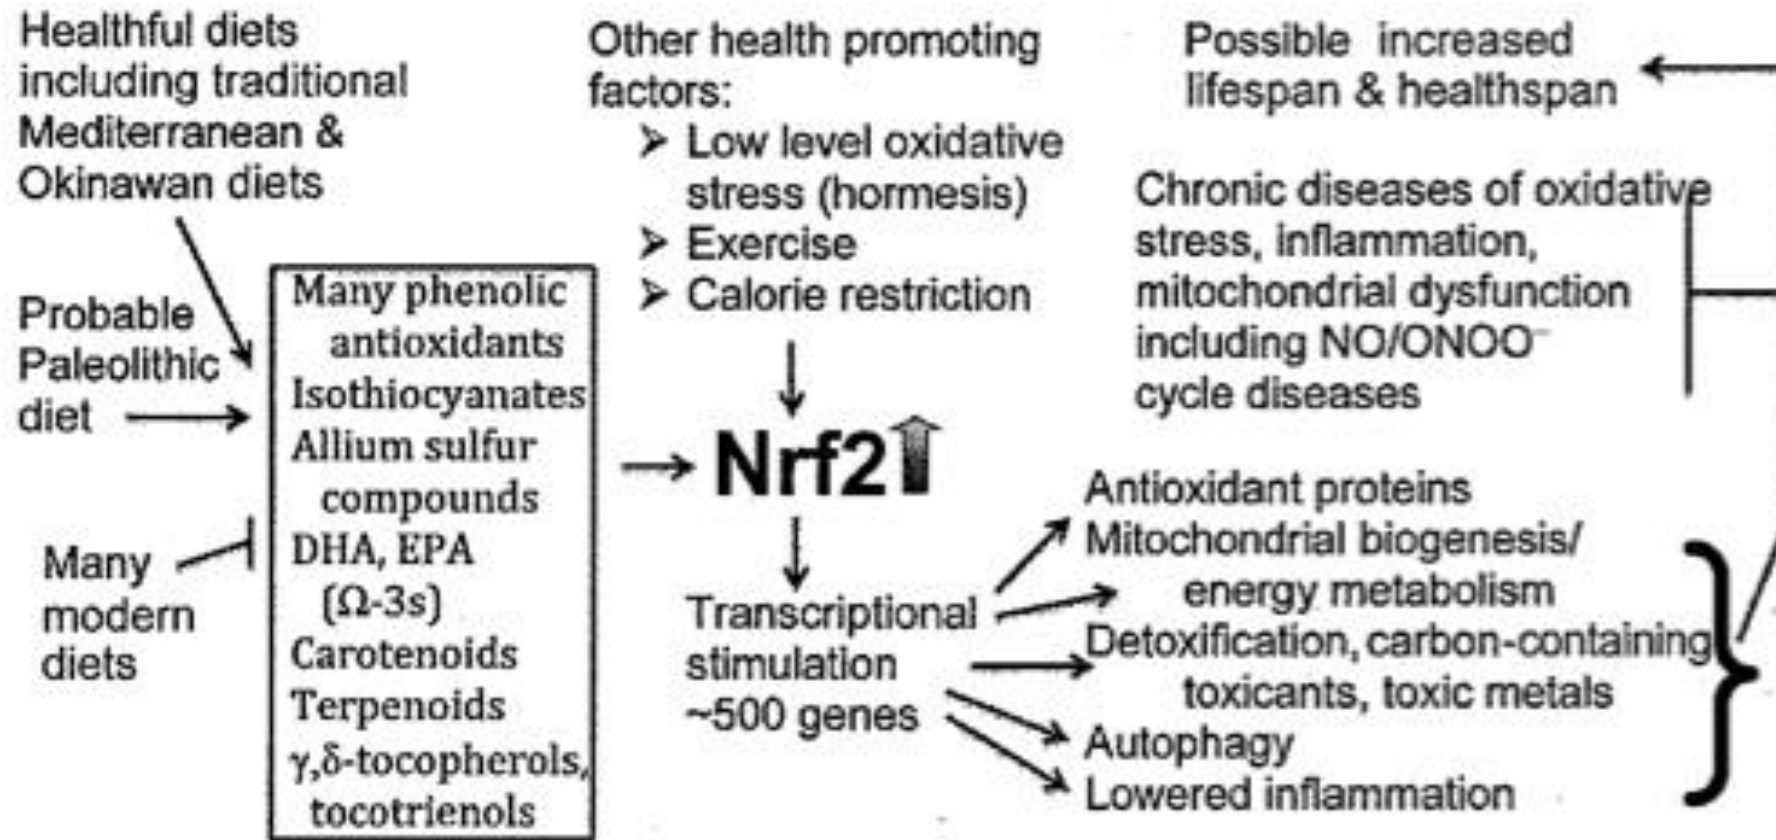 Healthful diets
including traditional
Mediterranean &
Okinawan diets
Probable
Paleolithic
diet
Many
modern
diets
Many phenolic
antioxidants
Isothiocyanates
Allium sulfur
compounds
DHA, EPA
(Ω-3s)
Carotenoids
Terpenoids
γ,δ-tocopherols,
tocotrienols
Other health promoting
factors:
➢ Low level oxidative
stress (hormesis)
➢ Exercise
➢ Calorie restriction
Nrf2
Transcriptional
stimulation
~500 genes
Possible increased
lifespan & healthspan
Chronic diseases of oxidative
stress, inflammation,
mitochondrial dysfunction
including NO/ONOO⁻
cycle diseases
Antioxidant proteins
Mitochondrial biogenesis/
energy metabolism
Detoxification, carbon-containing
toxicants, toxic metals
Autophagy
Lowered inflammation